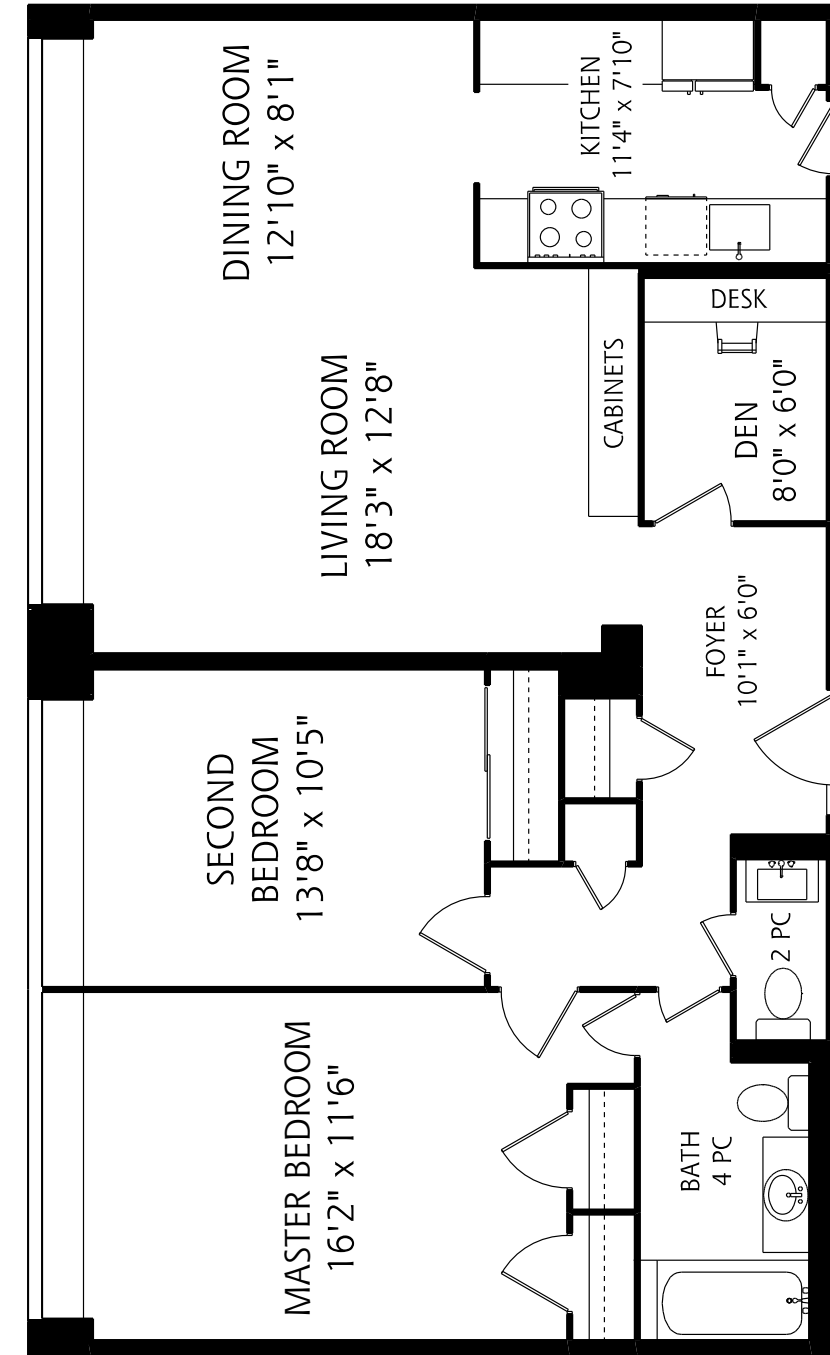 DINING ROOM
12'10" x 8'1"
KITCHEN
11'4" x 7'10"
DESK
CABINETS
DEN
8'0" x 6'0"
LIVING ROOM
18'3" x 12'8"
FOYER
10'1" x 6'0"
SECOND
BEDROOM
13'8" x 10'5"
2 PC
MASTER BEDROOM
16'2" x 11'6"
BATH
4 PC